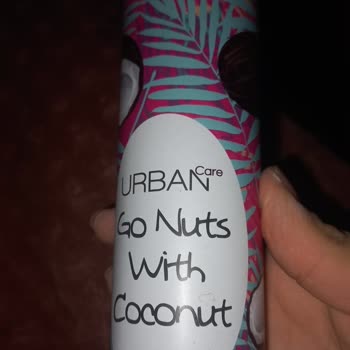 URBAN Care
Go Nuts
With
Coconut